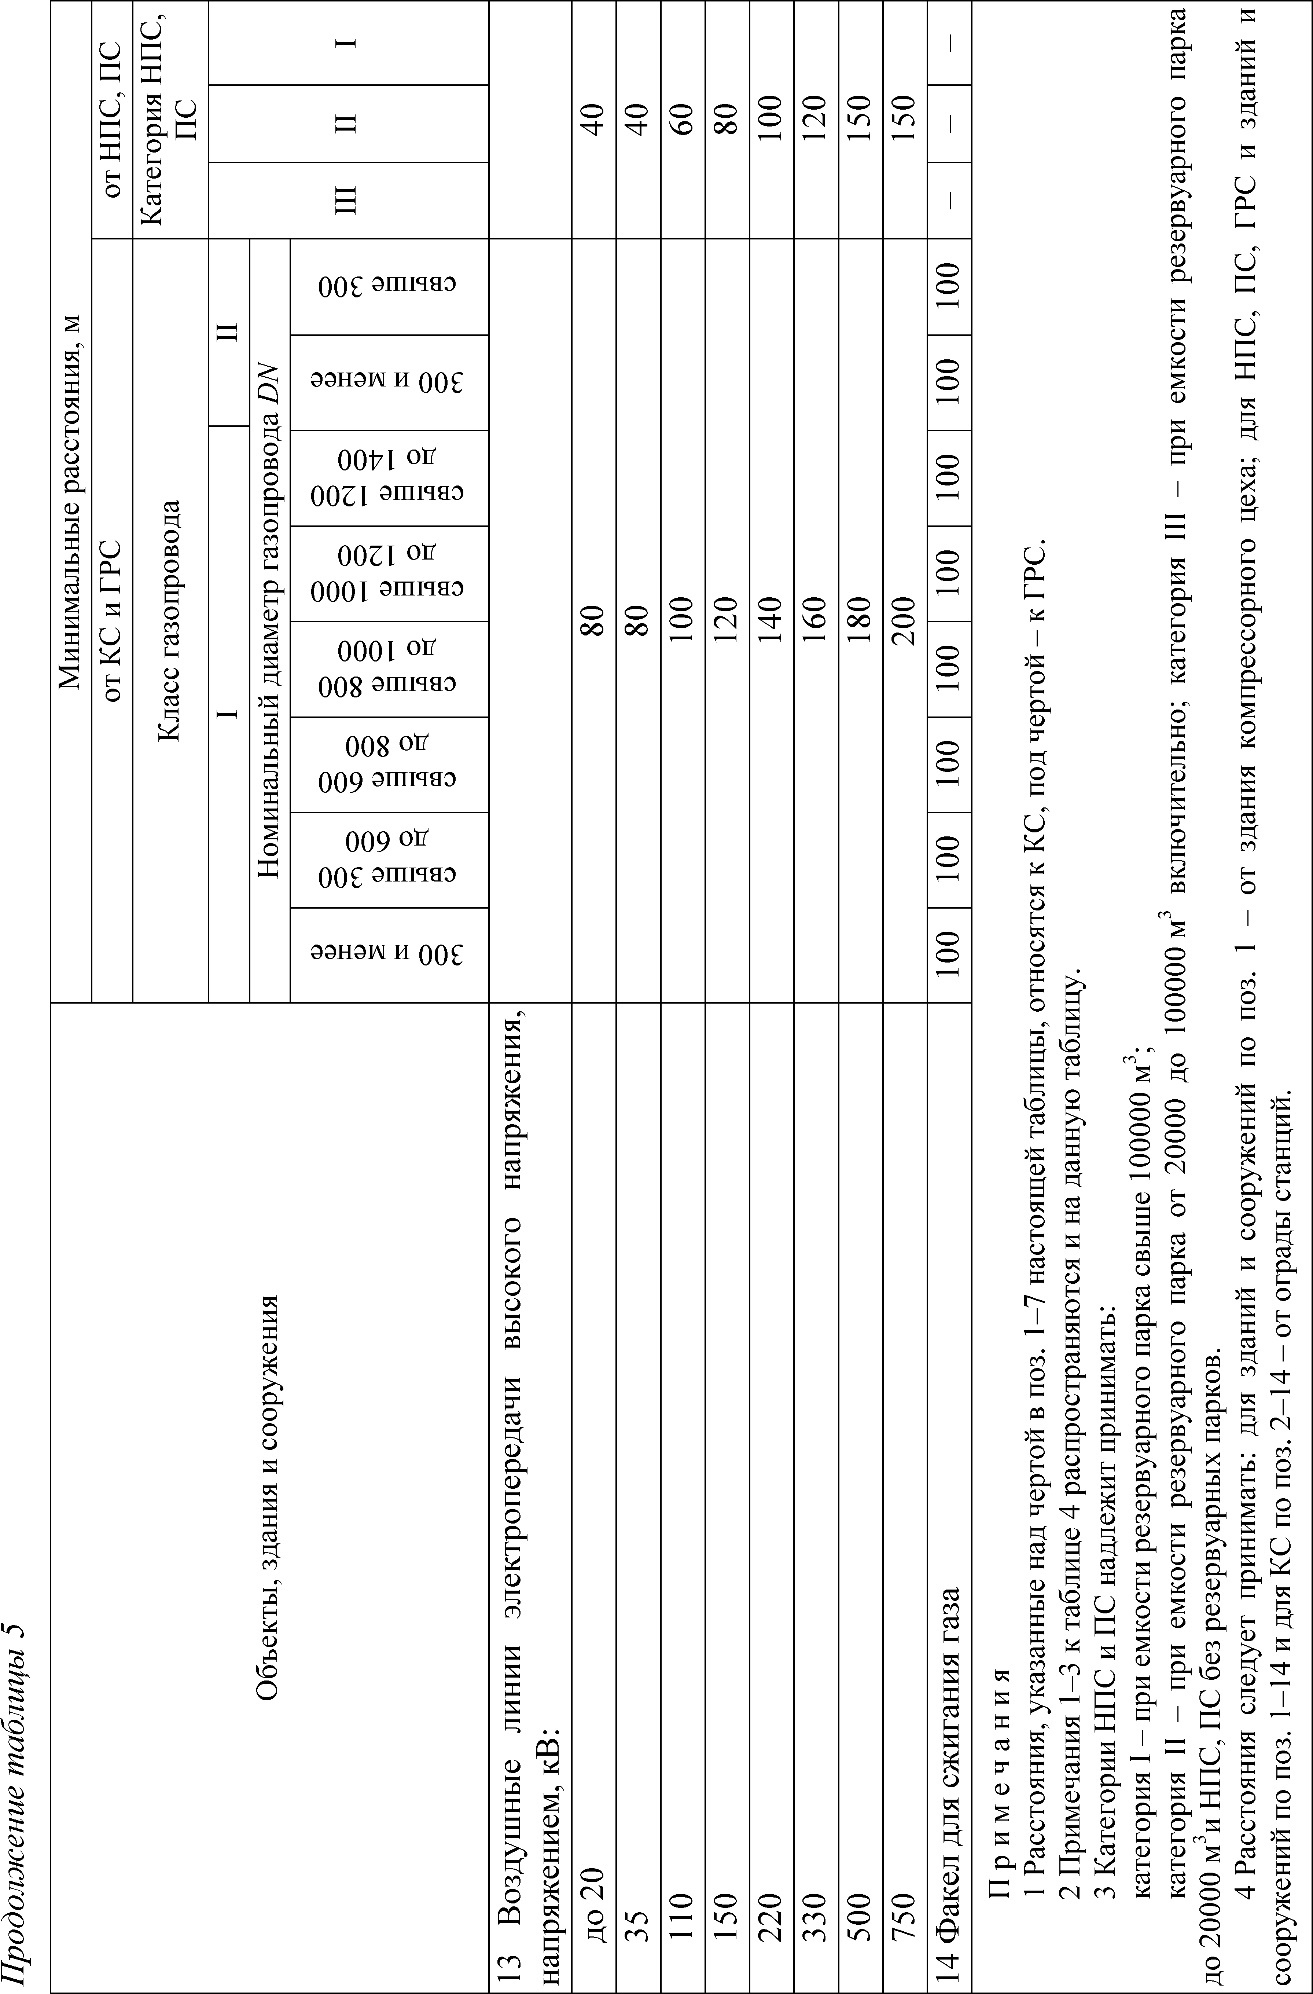 Продолжение таблицы 5
Объекты, здания и сооружения
Минимальные расстояния, м
от КС и ГРС
от НПС, ПС
Класс газопровода
Категория НПС,
ПС
I
II
III
II
I
Номинальный диаметр газопровода DN
300 и менее
свыше 300
до 600
свыше 600
до 800
свыше 800
до 1000
свыше 1000
до 1200
свыше 1200
до 1400
300 и менее
свыше 300
13 Воздушные линии электропередачи высокого напряжения,
напряжением, кВ:
до 20 80 40
35 80 40
110 100 60
150 120 80
220 140 100
330 160 120
500 180 150
750 200 150
14 Факел для сжигания газа 100 100 100 100 100 100 100 100 – – –
Примечания
1 Расстояния, указанные над чертой в поз. 1–7 настоящей таблицы, относятся к КС, под чертой – к ГРС.
2 Примечания 1–3 к таблице 4 распространяются и на данную таблицу.
3 Категории НПС и ПС надлежит принимать:
категория I – при емкости резервуарного парка свыше 100000 м³;
категория II – при емкости резервуарного парка от 20000 до 100000 м³ включительно; категория III – при емкости резервуарного парка
до 20000 м³и НПС, ПС без резервуарных парков.
4 Расстояния следует принимать: для зданий и сооружений по поз. 1 – от здания компрессорного цеха; для НПС, ПС, ГРС и зданий и
сооружений по поз. 1–14 и для КС по поз. 2–14 – от ограды станций.